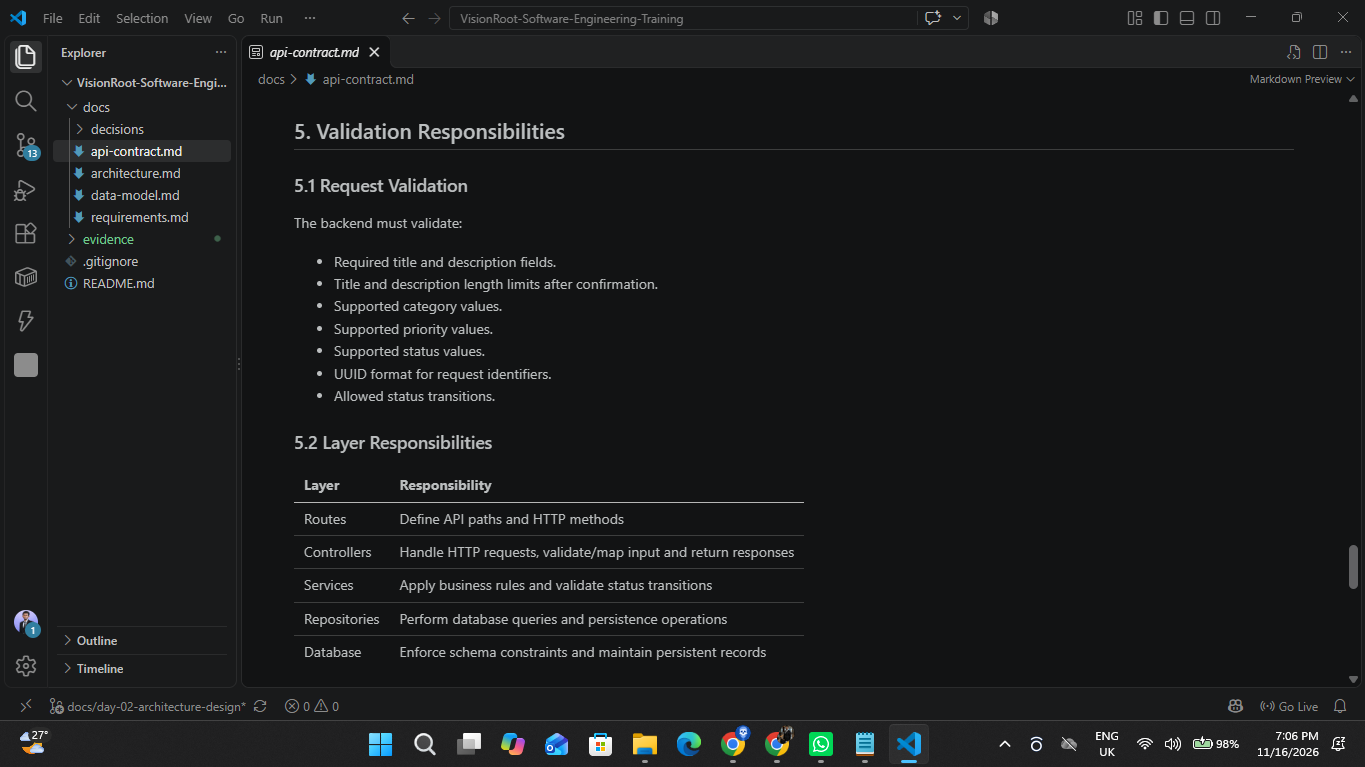 File Edit Selection View Go Run ···
VisionRoot-Software-Engineering-Training
Explorer
api-contract.md
VisionRoot-Software-Engi...
docs > api-contract.md
Markdown Preview
docs
decisions
api-contract.md
architecture.md
data-model.md
requirements.md
evidence
.gitignore
README.md
13
1
Outline
Timeline
5. Validation Responsibilities
5.1 Request Validation
The backend must validate:
• Required title and description fields.
• Title and description length limits after confirmation.
• Supported category values.
• Supported priority values.
• Supported status values.
• UUID format for request identifiers.
• Allowed status transitions.
5.2 Layer Responsibilities
Layer Responsibility
Routes Define API paths and HTTP methods
Controllers Handle HTTP requests, validate/map input and return responses
Services Apply business rules and validate status transitions
Repositories Perform database queries and persistence operations
Database Enforce schema constraints and maintain persistent records
docs/day-02-architecture-design* 0 0
Go Live
27°
ENG
UK
98%
7:06 PM
11/16/2026